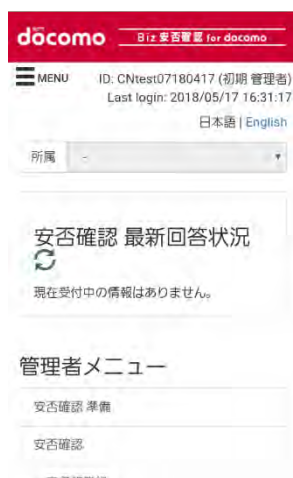 döcomo Biz 安否確認 for docomo
MENU ID: CNtest07180417 (初期 管理者)
Last login: 2018/05/17 16:31:17
日本語 | English
所属 -
安否確認 最新回答状況
現在受付中の情報はありません。
管理者メニュー
安否確認 準備
安否確認